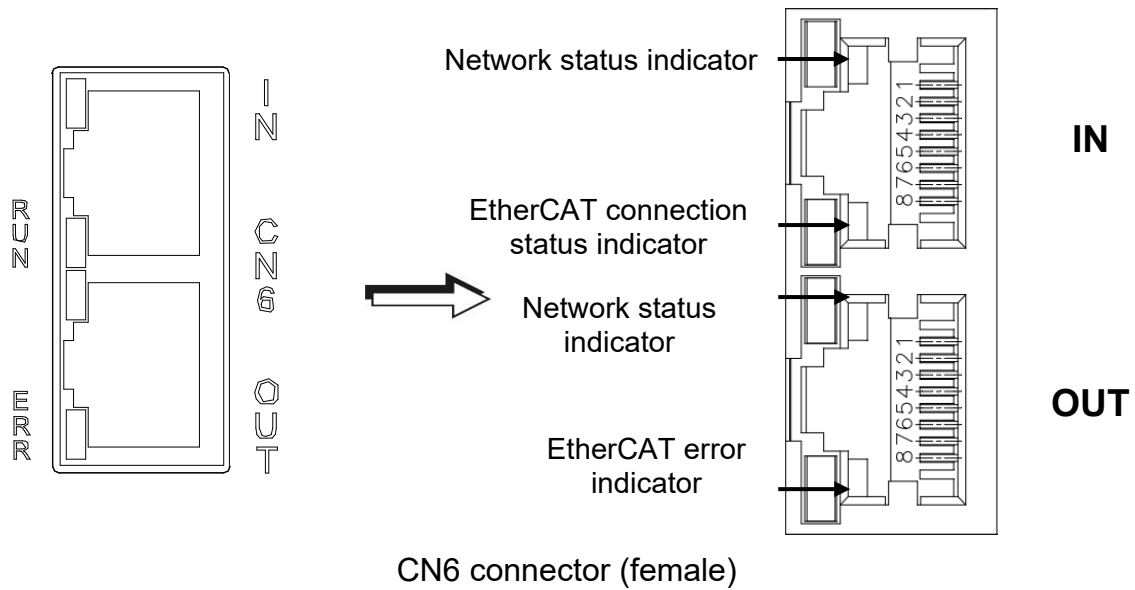 IN
RUN
CN6
ERR
OUT
Network status indicator
87654321
IN
EtherCAT connection
status indicator
Network status
indicator
87654321
OUT
EtherCAT error
indicator
CN6 connector (female)